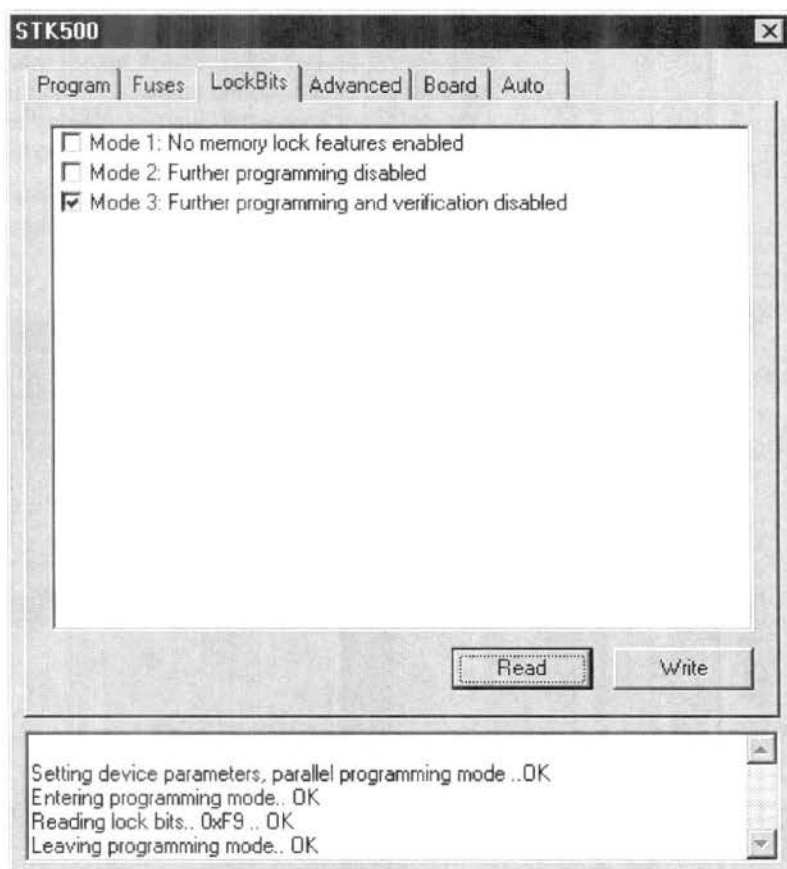 STK500
Program Fuses LockBits Advanced Board Auto
Mode 1: No memory lock features enabled
Mode 2: Further programming disabled
Mode 3: Further programming and verification disabled
Read Write
Setting device parameters, parallel programming mode ..OK
Entering programming mode.. OK
Reading lock bits.. 0xF9 .. OK
Leaving programming mode.. OK